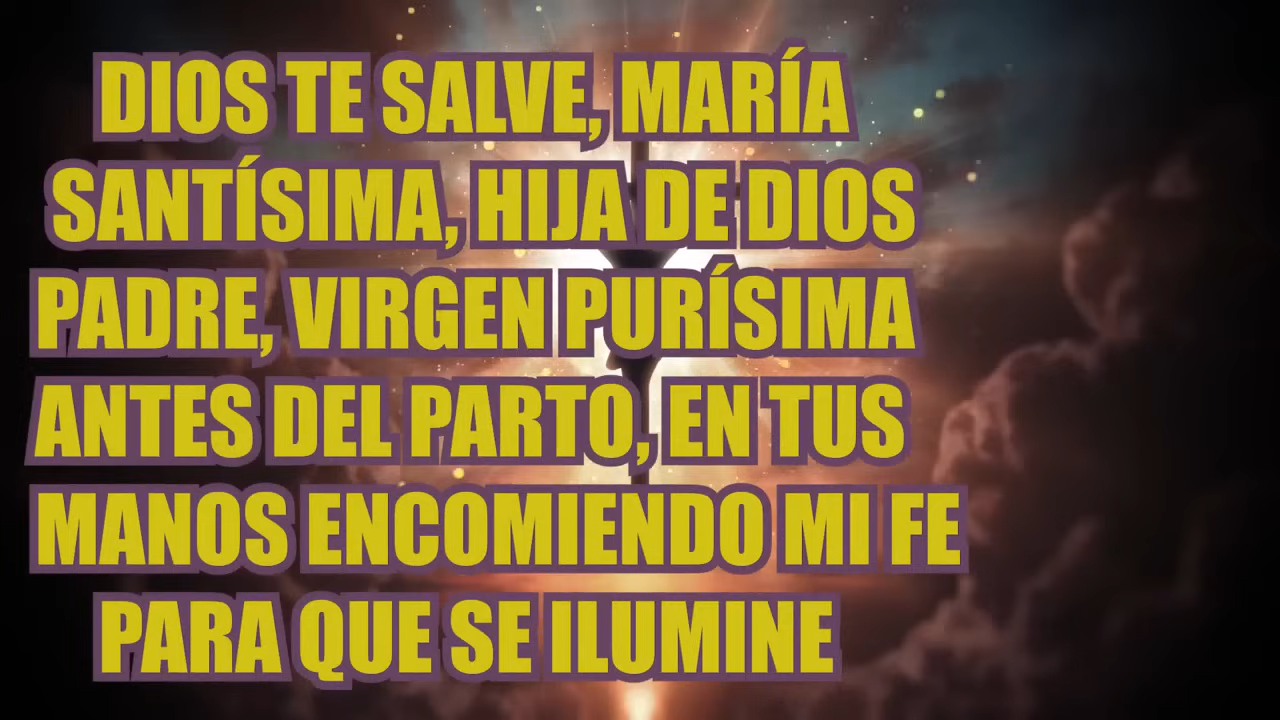 DIOS TE SALVE, MARÍA
SANTÍSIMA, HIJA DE DIOS
PADRE, VIRGEN PURÍSIMA
ANTES DEL PARTO, EN TUS
MANOS ENCOMIENDO MI FE
PARA QUE SE ILUMINE